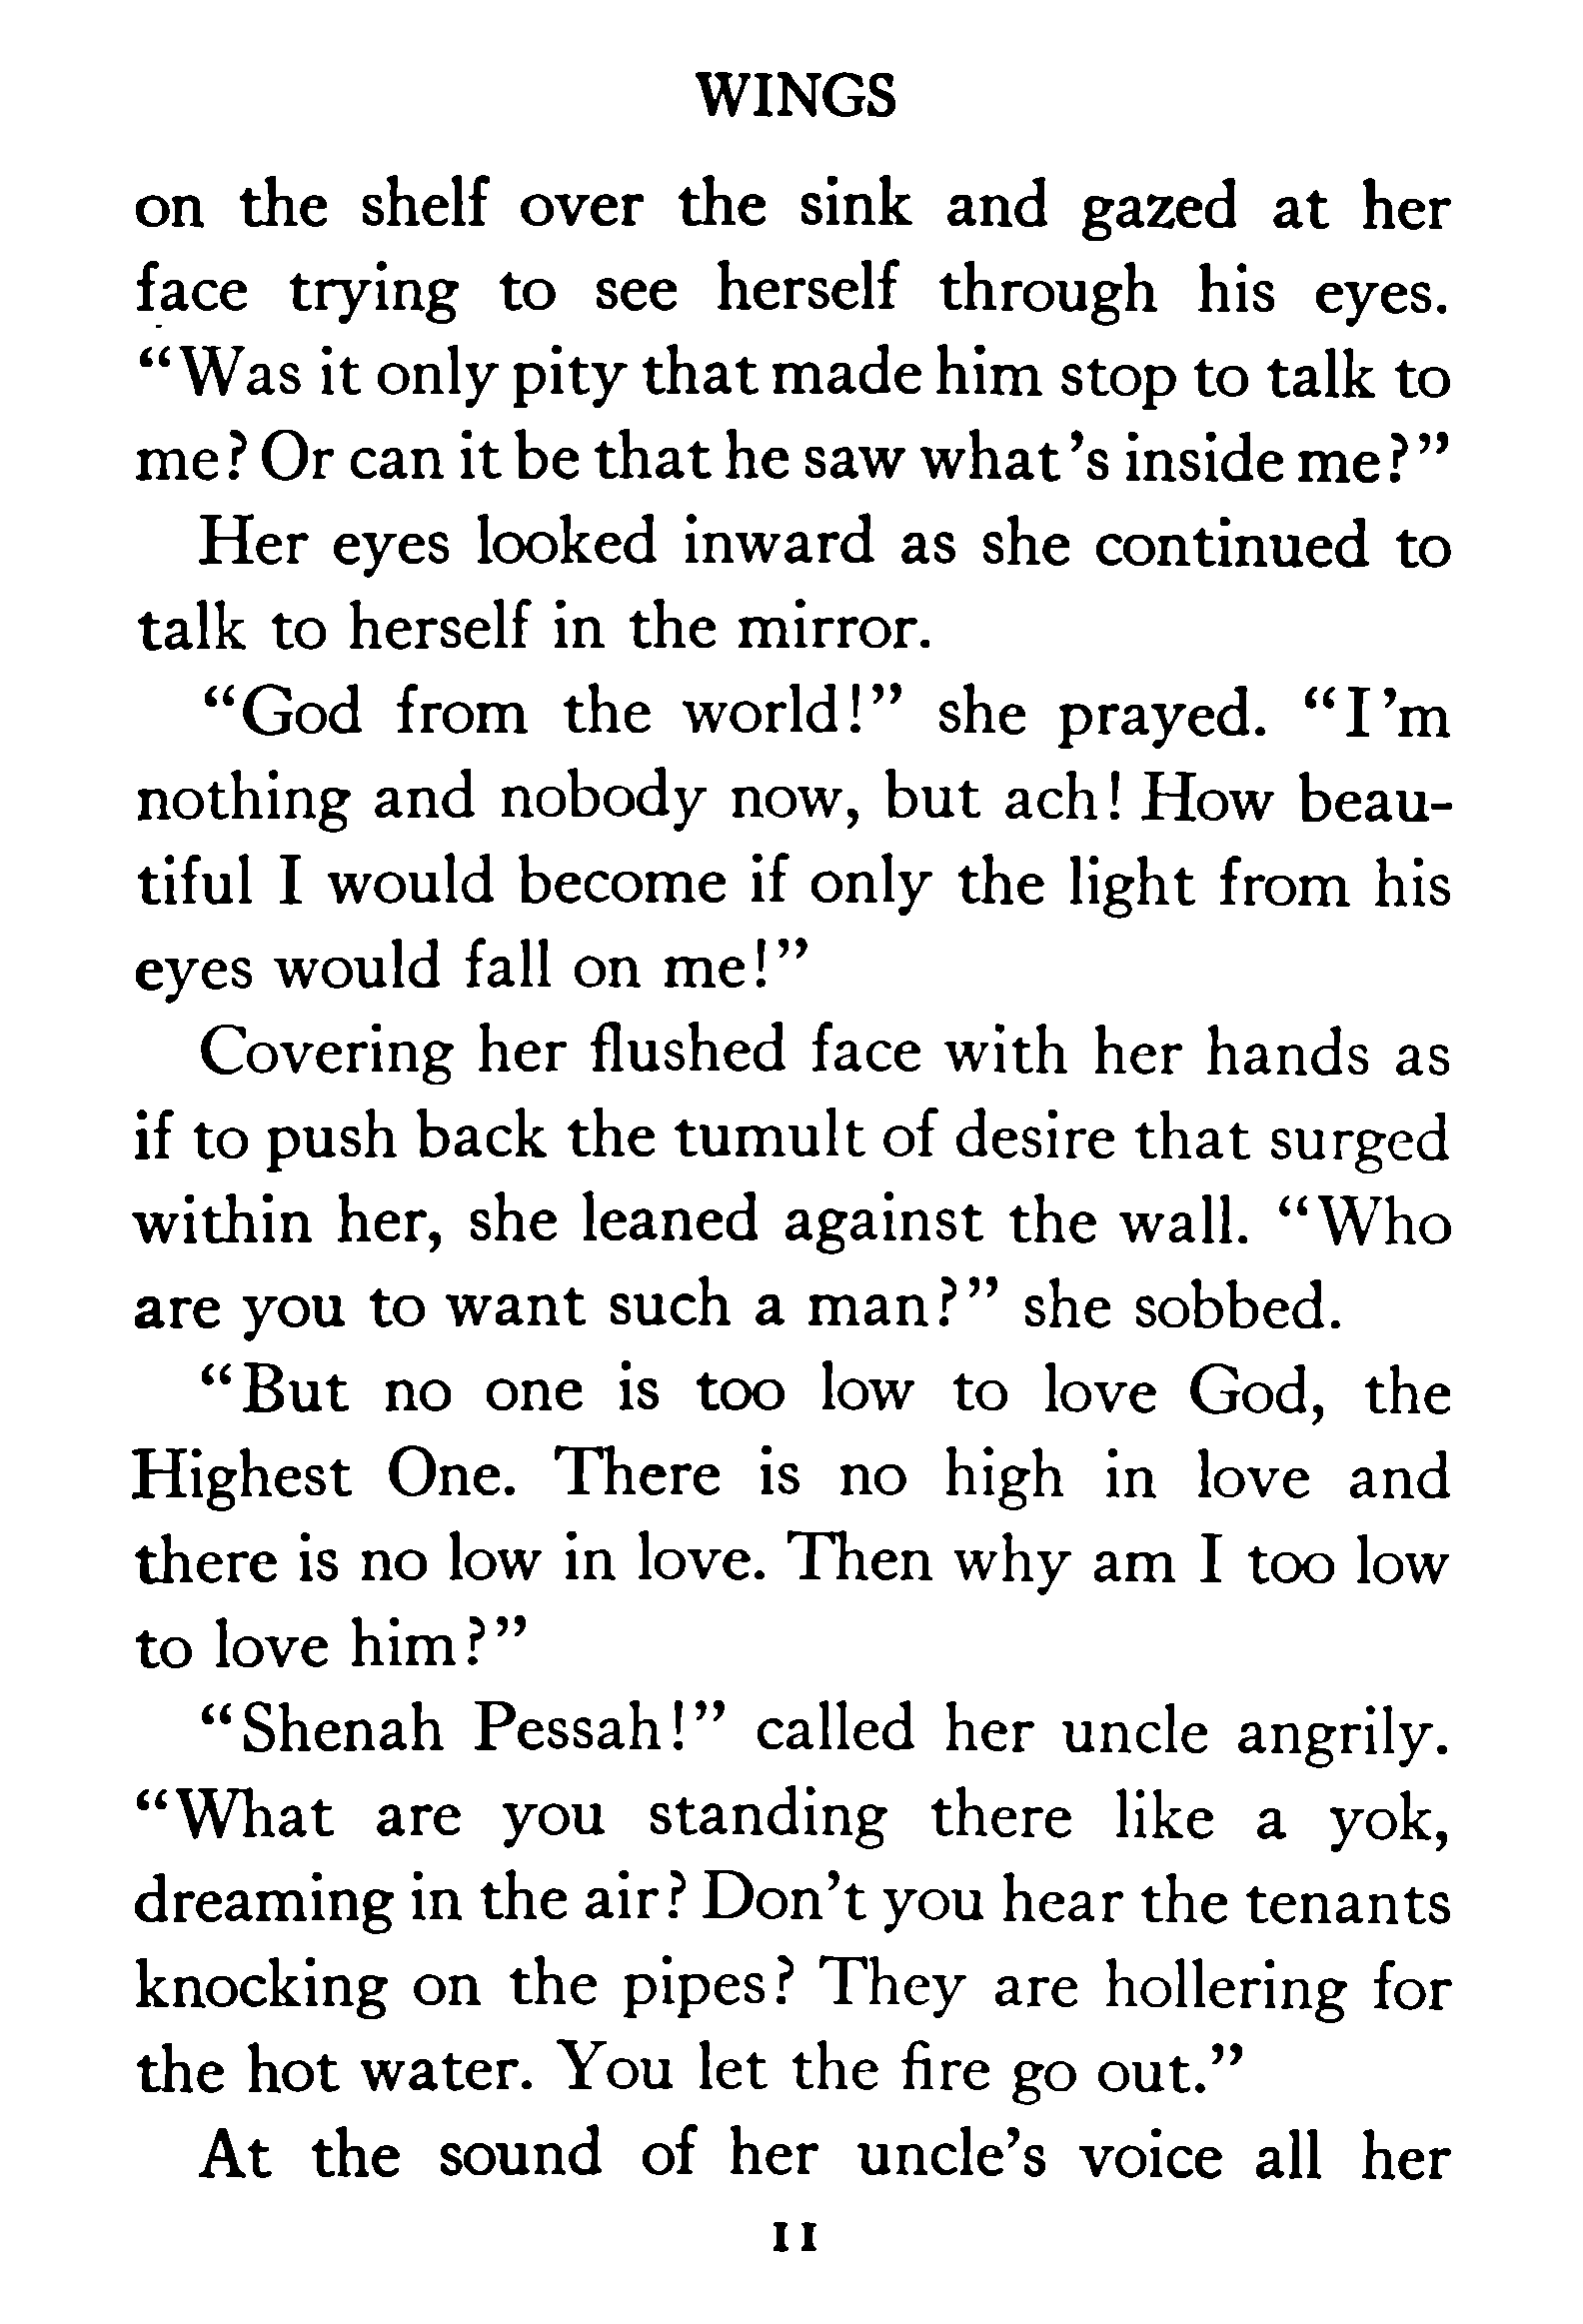 WINGS
on the shelf over the sink and gazed at her
face trying to see herself through his eyes.
“Was it only pity that made him stop to talk to
me? Or can it be that he saw what’s inside me?”
Her eyes looked inward as she continued to
talk to herself in the mirror.
“God from the world!” she prayed. “I’m
nothing and nobody now, but ach! How beau-
tiful I would become if only the light from his
eyes would fall on me!”
Covering her flushed face with her hands as
if to push back the tumult of desire that surged
within her, she leaned against the wall. “Who
are you to want such a man?” she sobbed.
“But no one is too low to love God, the
Highest One. There is no high in love and
there is no low in love. Then why am I too low
to love him?”
“Shenah Pessah!” called her uncle angrily.
“What are you standing there like a yok,
dreaming in the air? Don’t you hear the tenants
knocking on the pipes? They are hollering for
the hot water. You let the fire go out.”
At the sound of her uncle’s voice all her
11